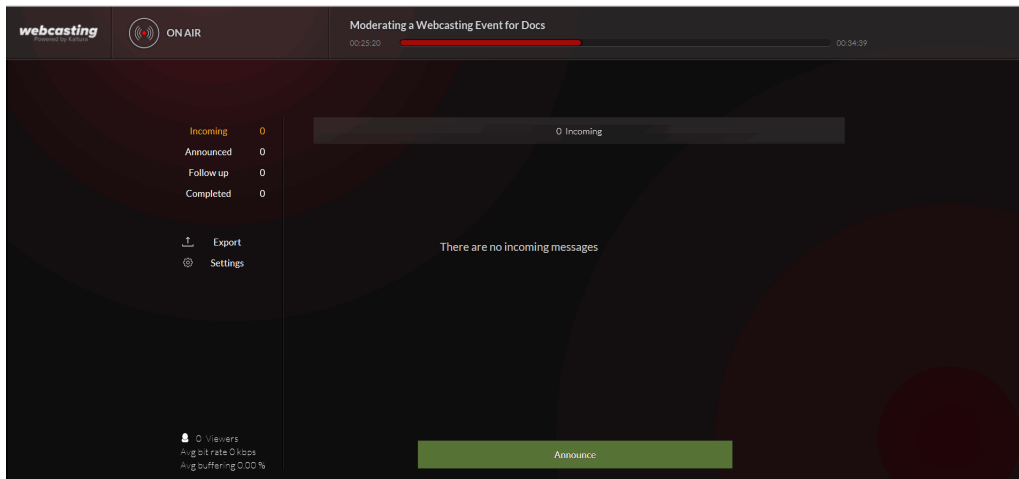 webcasting
Powered by Kaltura
ON AIR
Moderating a Webcasting Event for Docs
00:25:20
00:34:39
Incoming 0
Announced 0
Follow up 0
Completed 0
Export
Settings
0 Incoming
There are no incoming messages
0 Viewers
Avg bit rate 0 kbps
Avg buffering 0.00 %
Announce